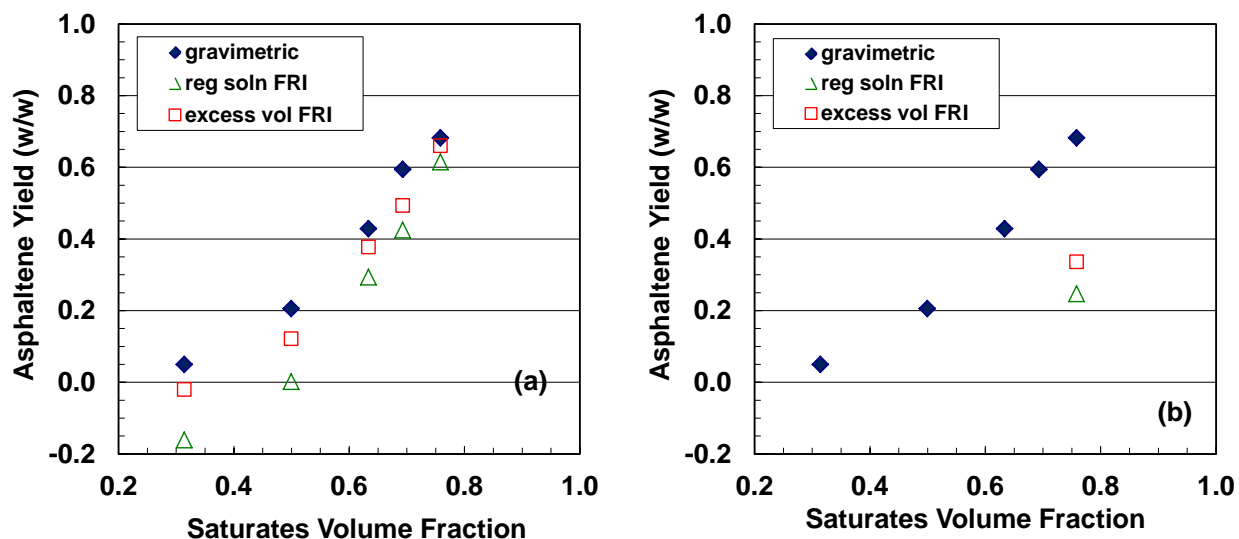 Asphaltene Yield (w/w)
1.0
0.8
0.6
0.4
0.2
0.0
-0.2
gravimetric
reg soln FRI
excess vol FRI
(a)
0.2 0.4 0.6 0.8 1.0
Saturates Volume Fraction
Asphaltene Yield (w/w)
1.0
0.8
0.6
0.4
0.2
0.0
-0.2
gravimetric
reg soln FRI
excess vol FRI
(b)
0.2 0.4 0.6 0.8 1.0
Saturates Volume Fraction